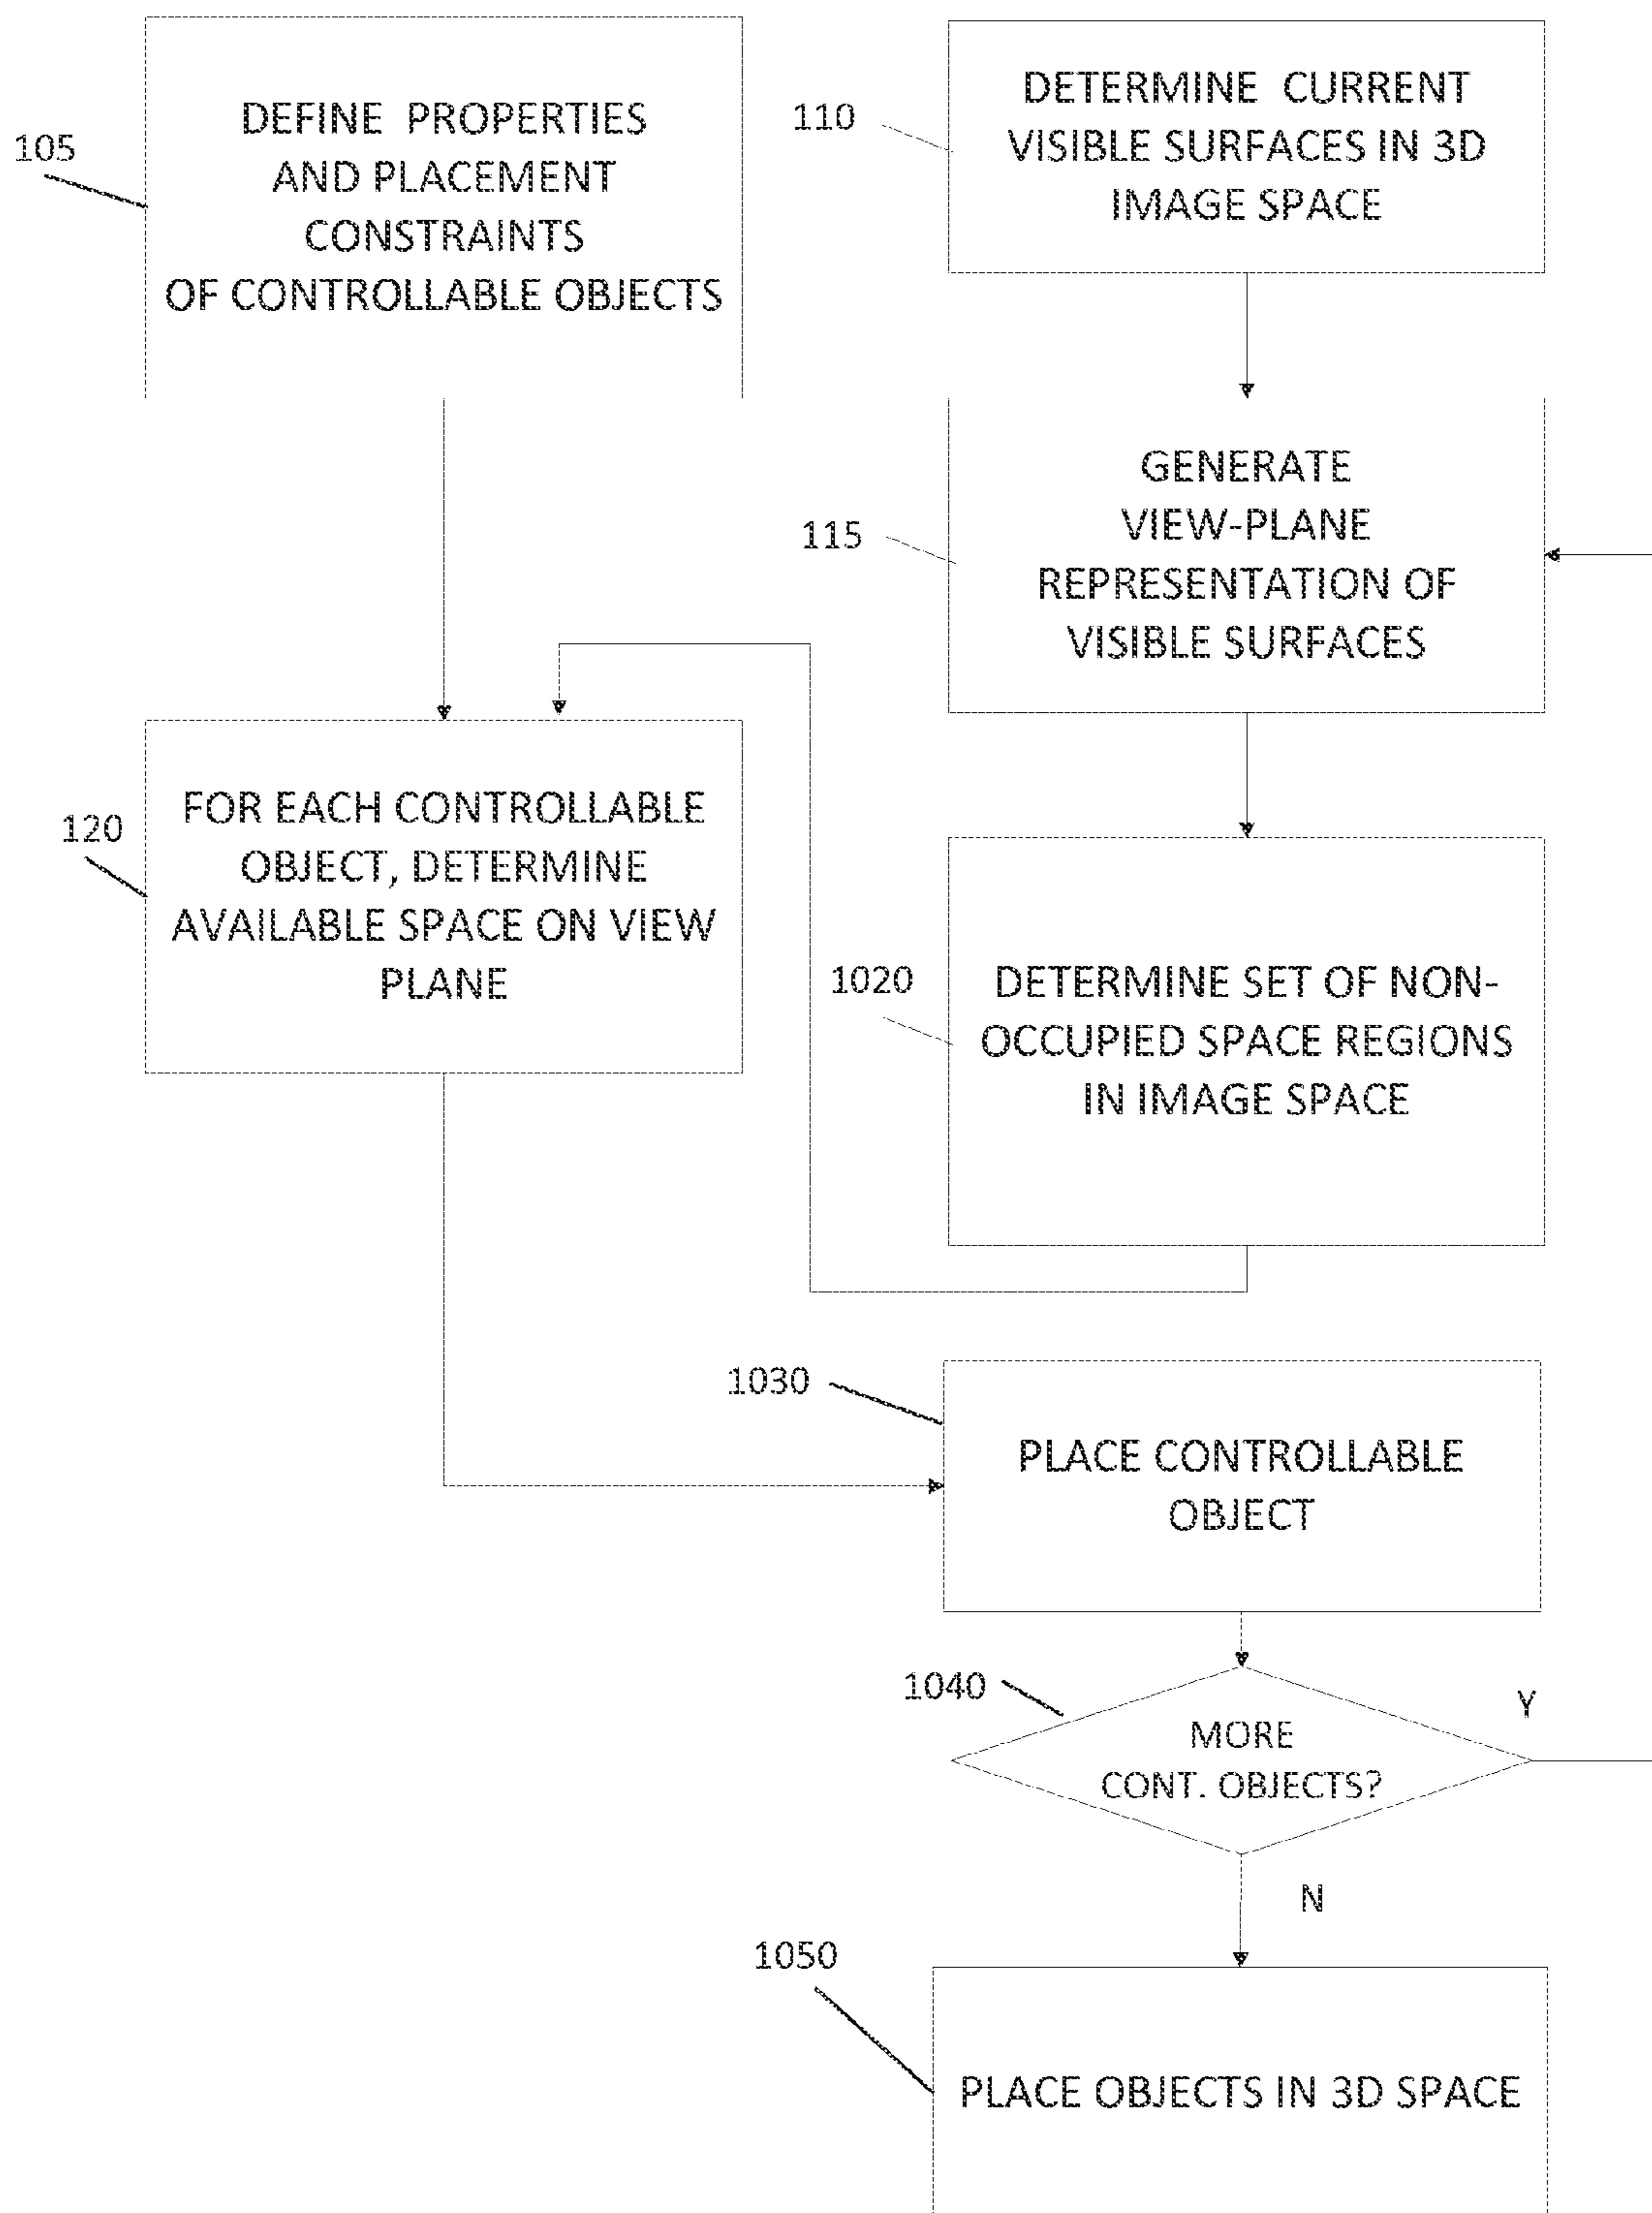 105
DEFINE PROPERTIES
AND PLACEMENT
CONSTRAINTS
OF CONTROLLABLE OBJECTS
110
DETERMINE CURRENT
VISIBLE SURFACES IN 3D
IMAGE SPACE
115
GENERATE
VIEW-PLANE
REPRESENTATION OF
VISIBLE SURFACES
120
FOR EACH CONTROLLABLE
OBJECT, DETERMINE
AVAILABLE SPACE ON VIEW
PLANE
1020
DETERMINE SET OF NON-
OCCUPIED SPACE REGIONS
IN IMAGE SPACE
1030
PLACE CONTROLLABLE
OBJECT
1040
MORE
CONT. OBJECTS?
Y
N
1050
PLACE OBJECTS IN 3D SPACE